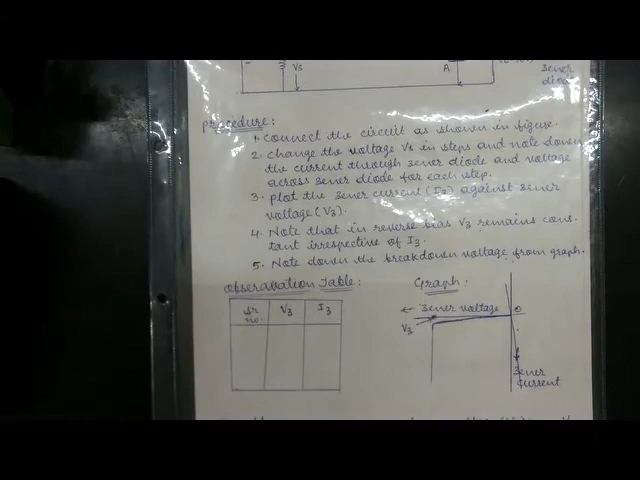 Vs
A
zener
diode
Procedure:
1. Connect the circuit as shown in figure.
2. Change the voltage Vs in steps and note down
the current through zener diode and voltage
across zener diode for each step.
3. Plot the zener current (Iz) against zener
voltage (Vz).
4. Note that in reverse bias Vz remains cons
tant irrespective of Iz.
5. Note down the breakdown voltage from graph.
Obseravation Table:
Sr no. Vz Iz
Graph:
← Zener voltage O
Vz
Zener
current